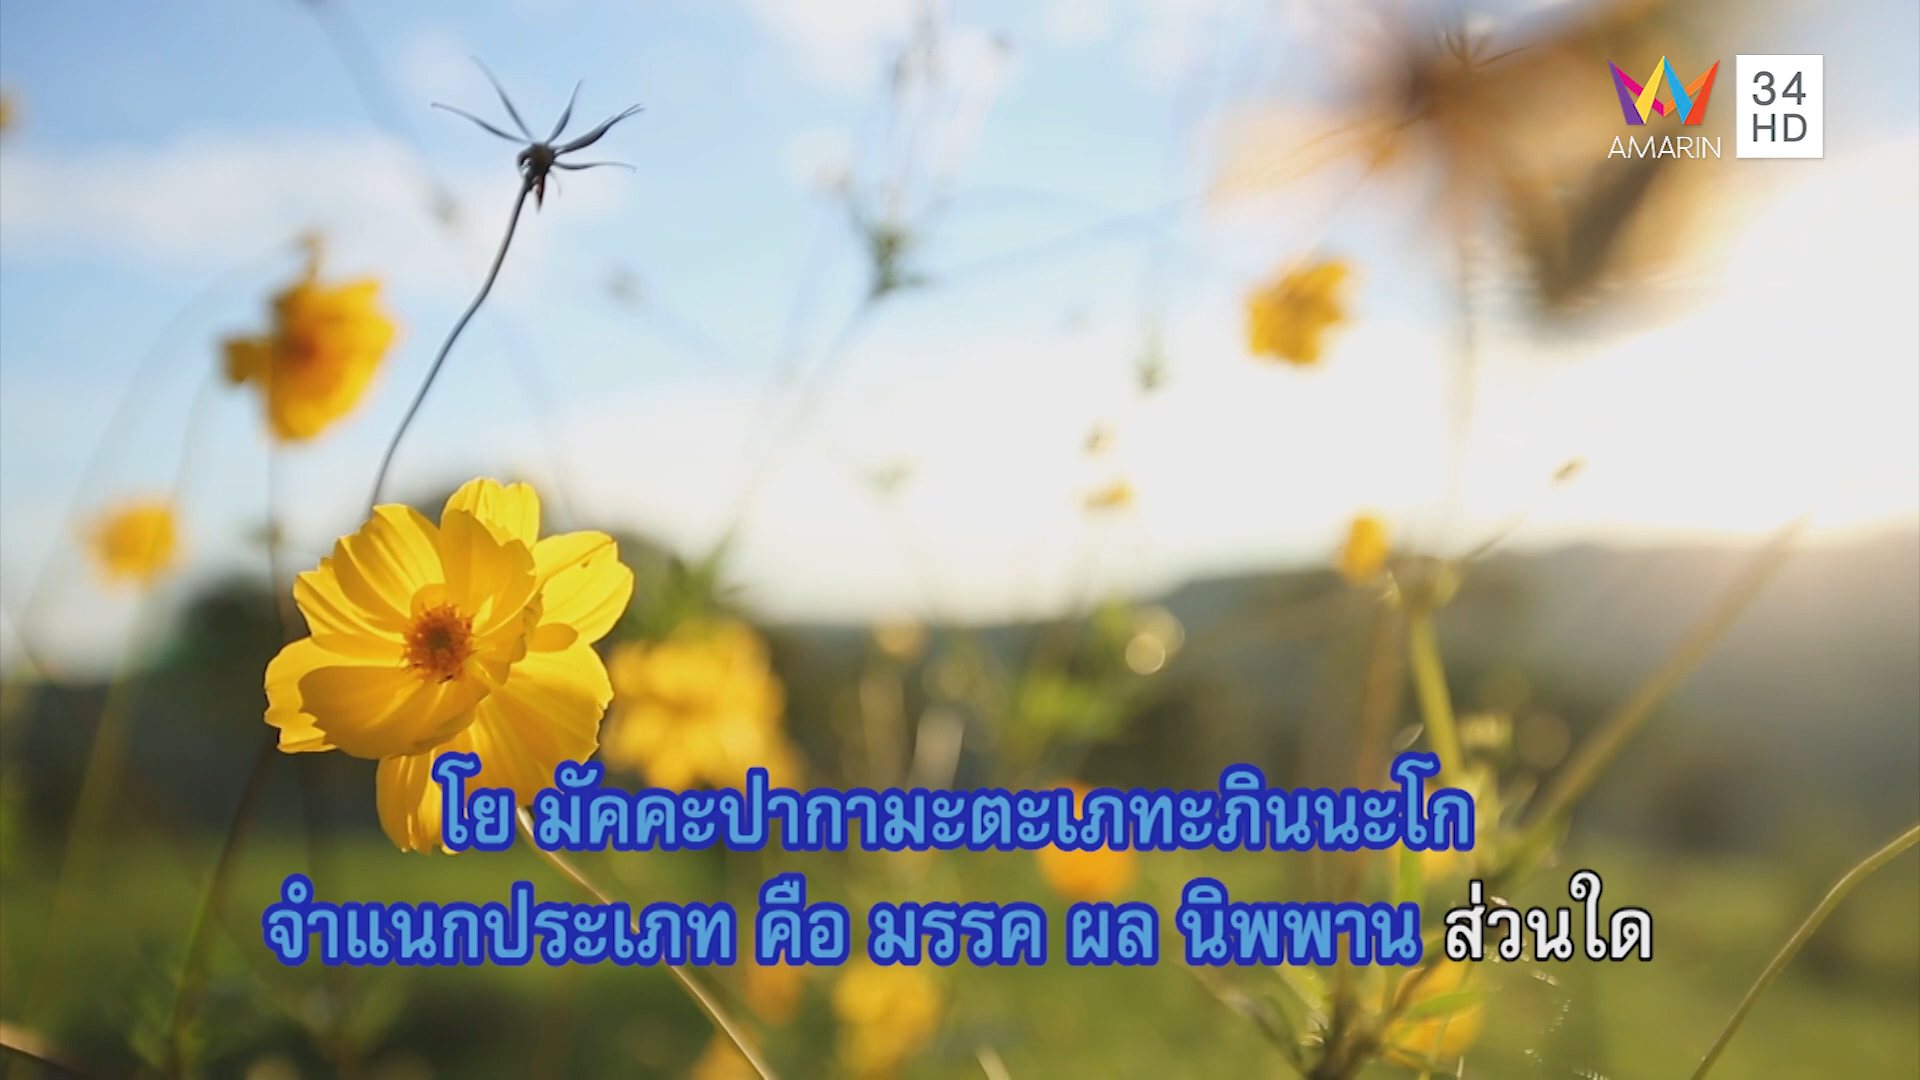 AMARIN
34
HD
โย มัคคะปากามะตะเภทะภินนะโก
จำแนกประเภท คือ มรรค ผล นิพพาน ส่วนใด